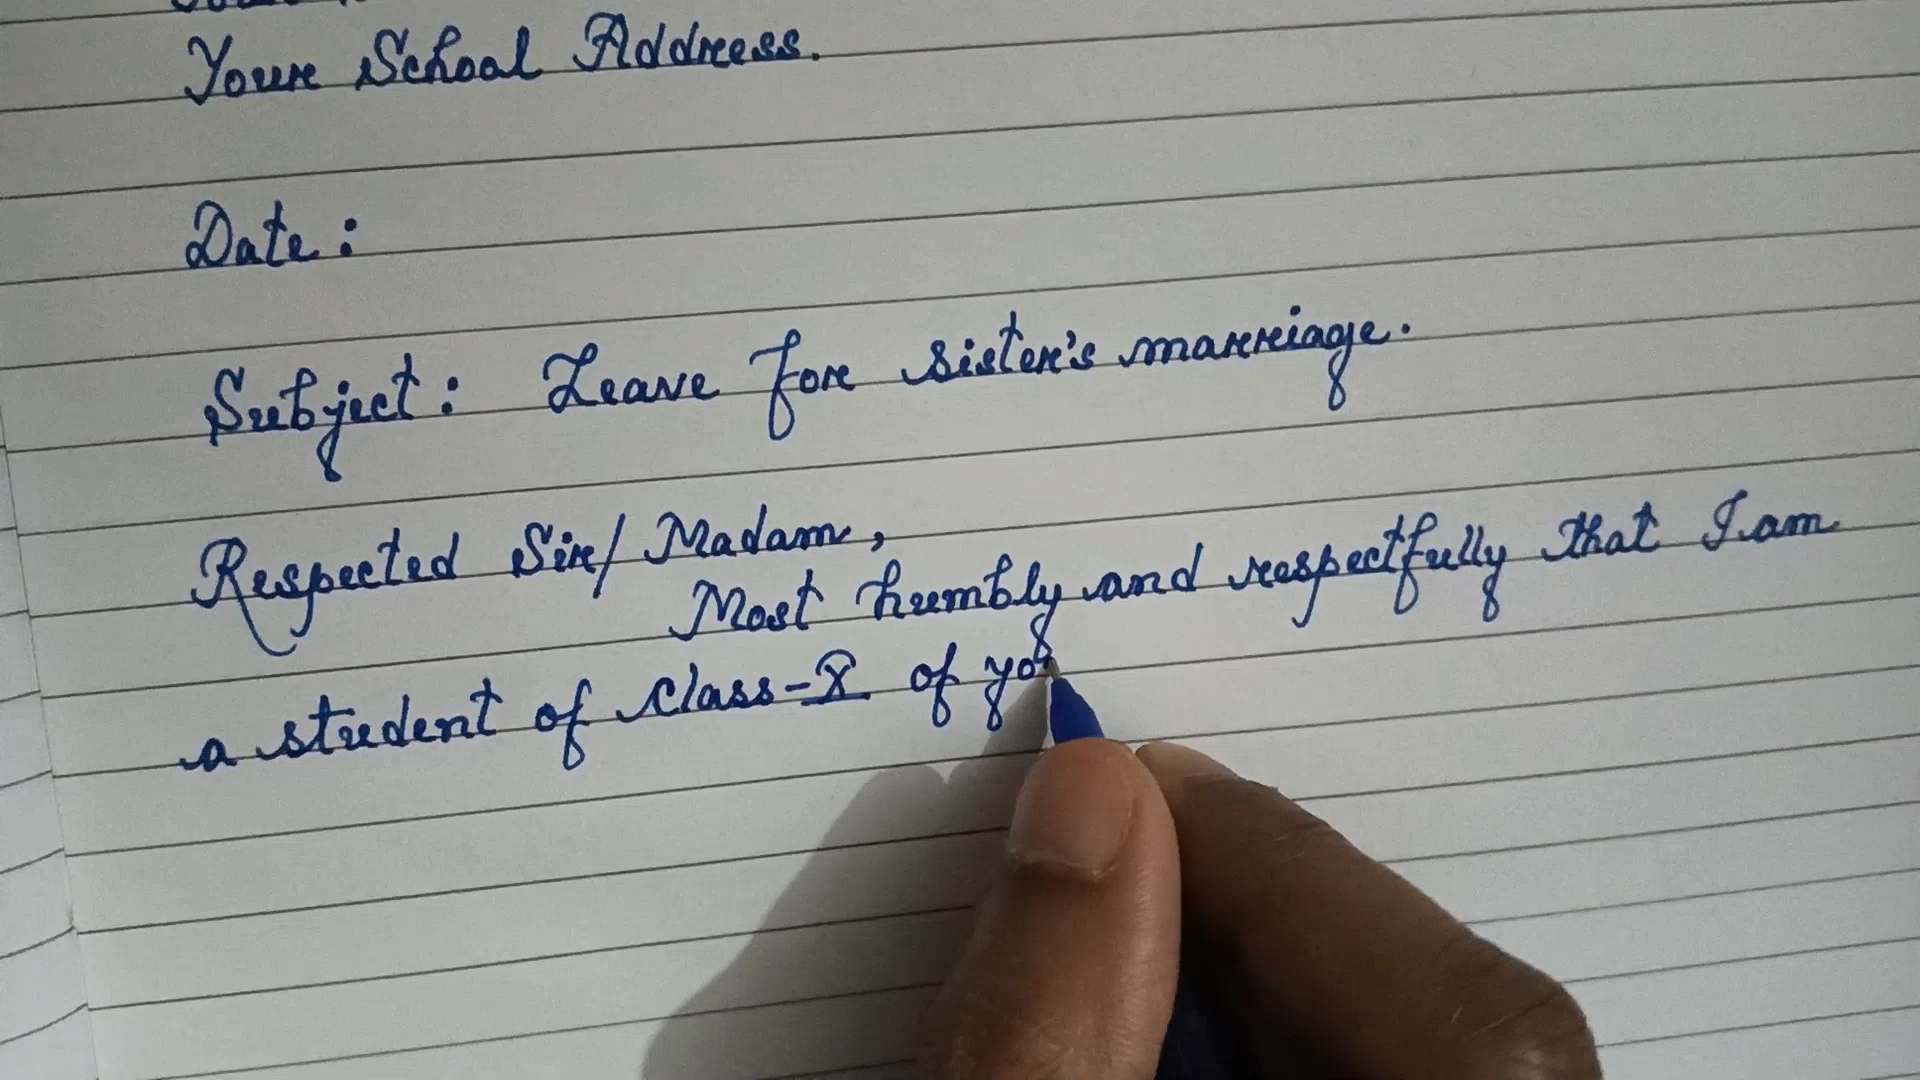 Your School Address.
Date:
Subject: Leave for sister's marriage.
Respected Sir/Madam,
Most humbly and respectfully that I am
a student of class-X of yo